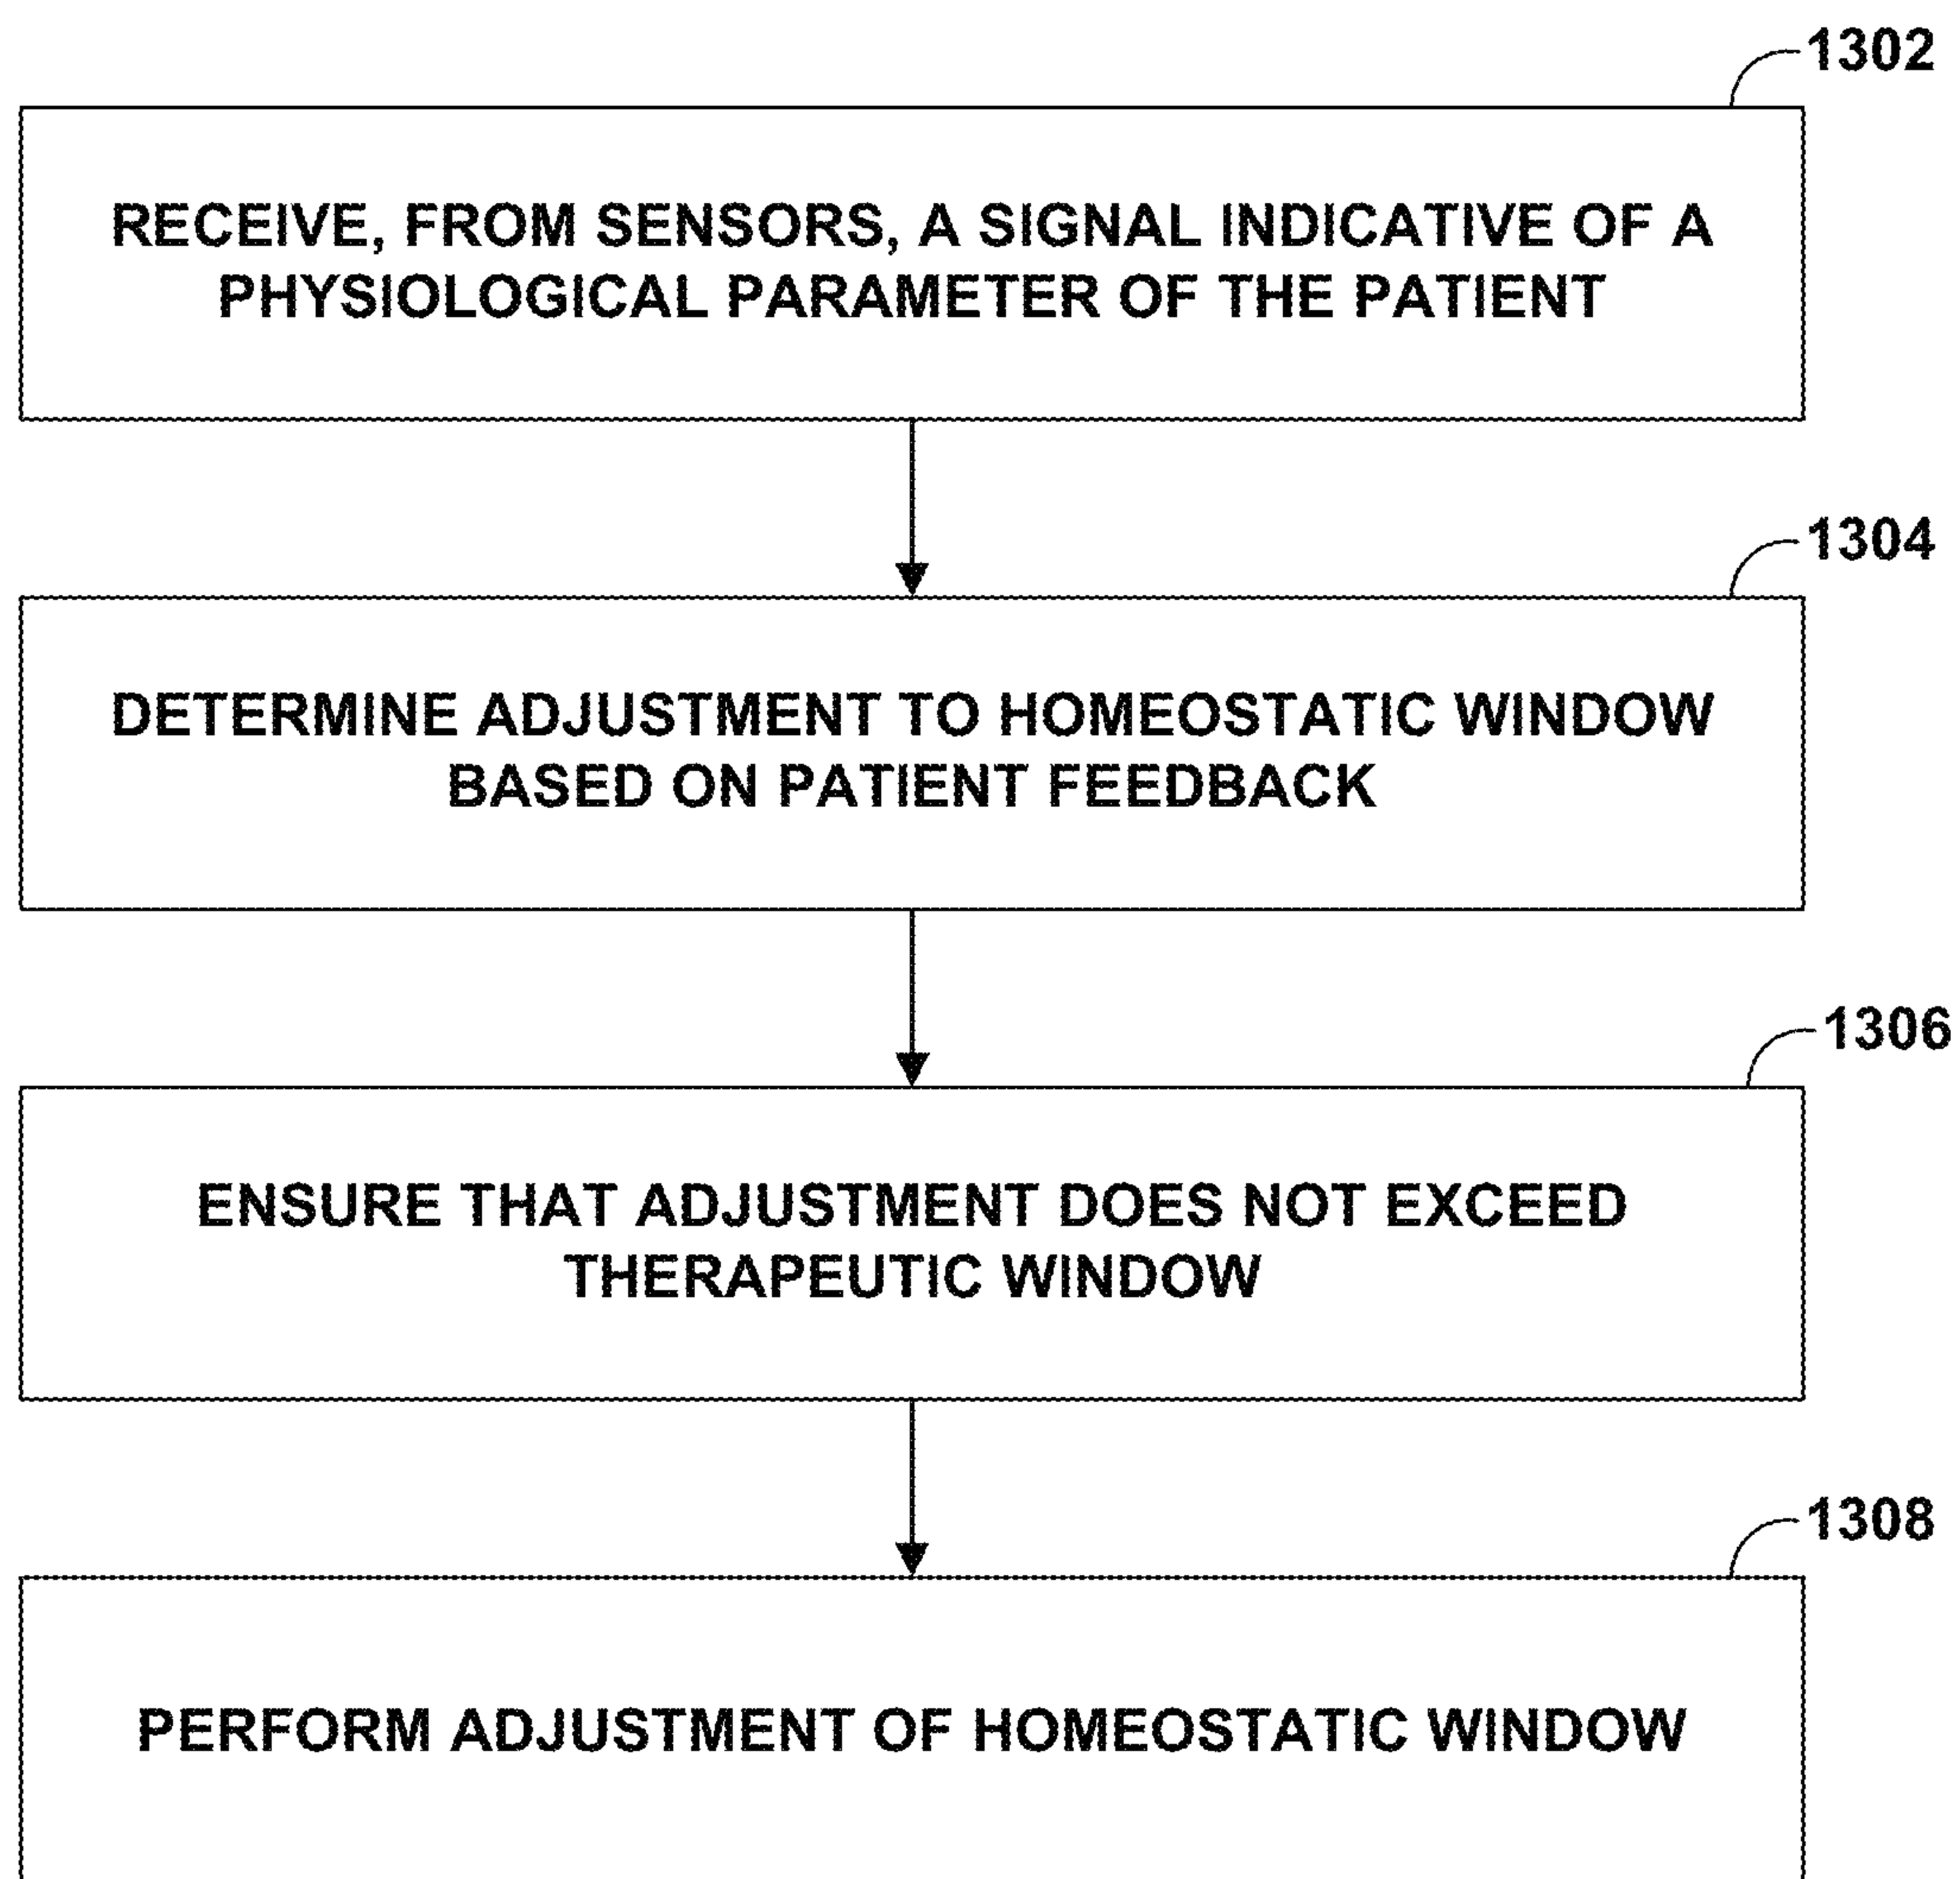 1302
RECEIVE, FROM SENSORS, A SIGNAL INDICATIVE OF A
PHYSIOLOGICAL PARAMETER OF THE PATIENT
1304
DETERMINE ADJUSTMENT TO HOMEOSTATIC WINDOW
BASED ON PATIENT FEEDBACK
1306
ENSURE THAT ADJUSTMENT DOES NOT EXCEED
THERAPEUTIC WINDOW
1308
PERFORM ADJUSTMENT OF HOMEOSTATIC WINDOW